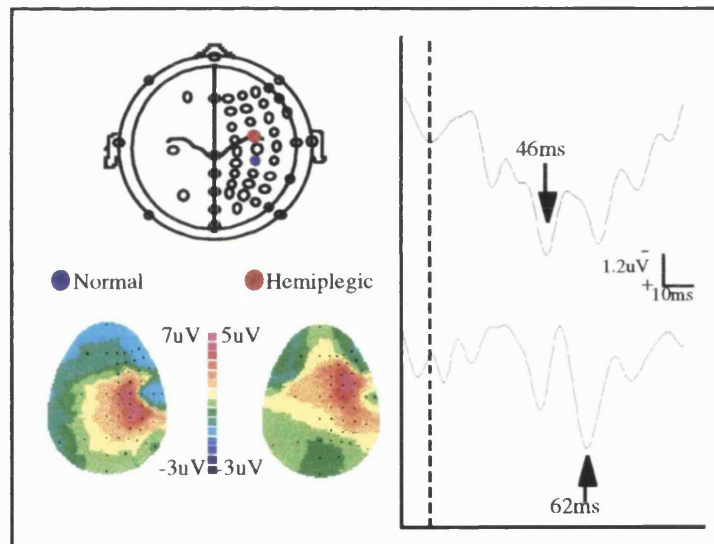 46ms
1.2uV
-
+
10ms
Normal
Hemiplegic
7uV
5uV
-3uV
-3uV
62ms